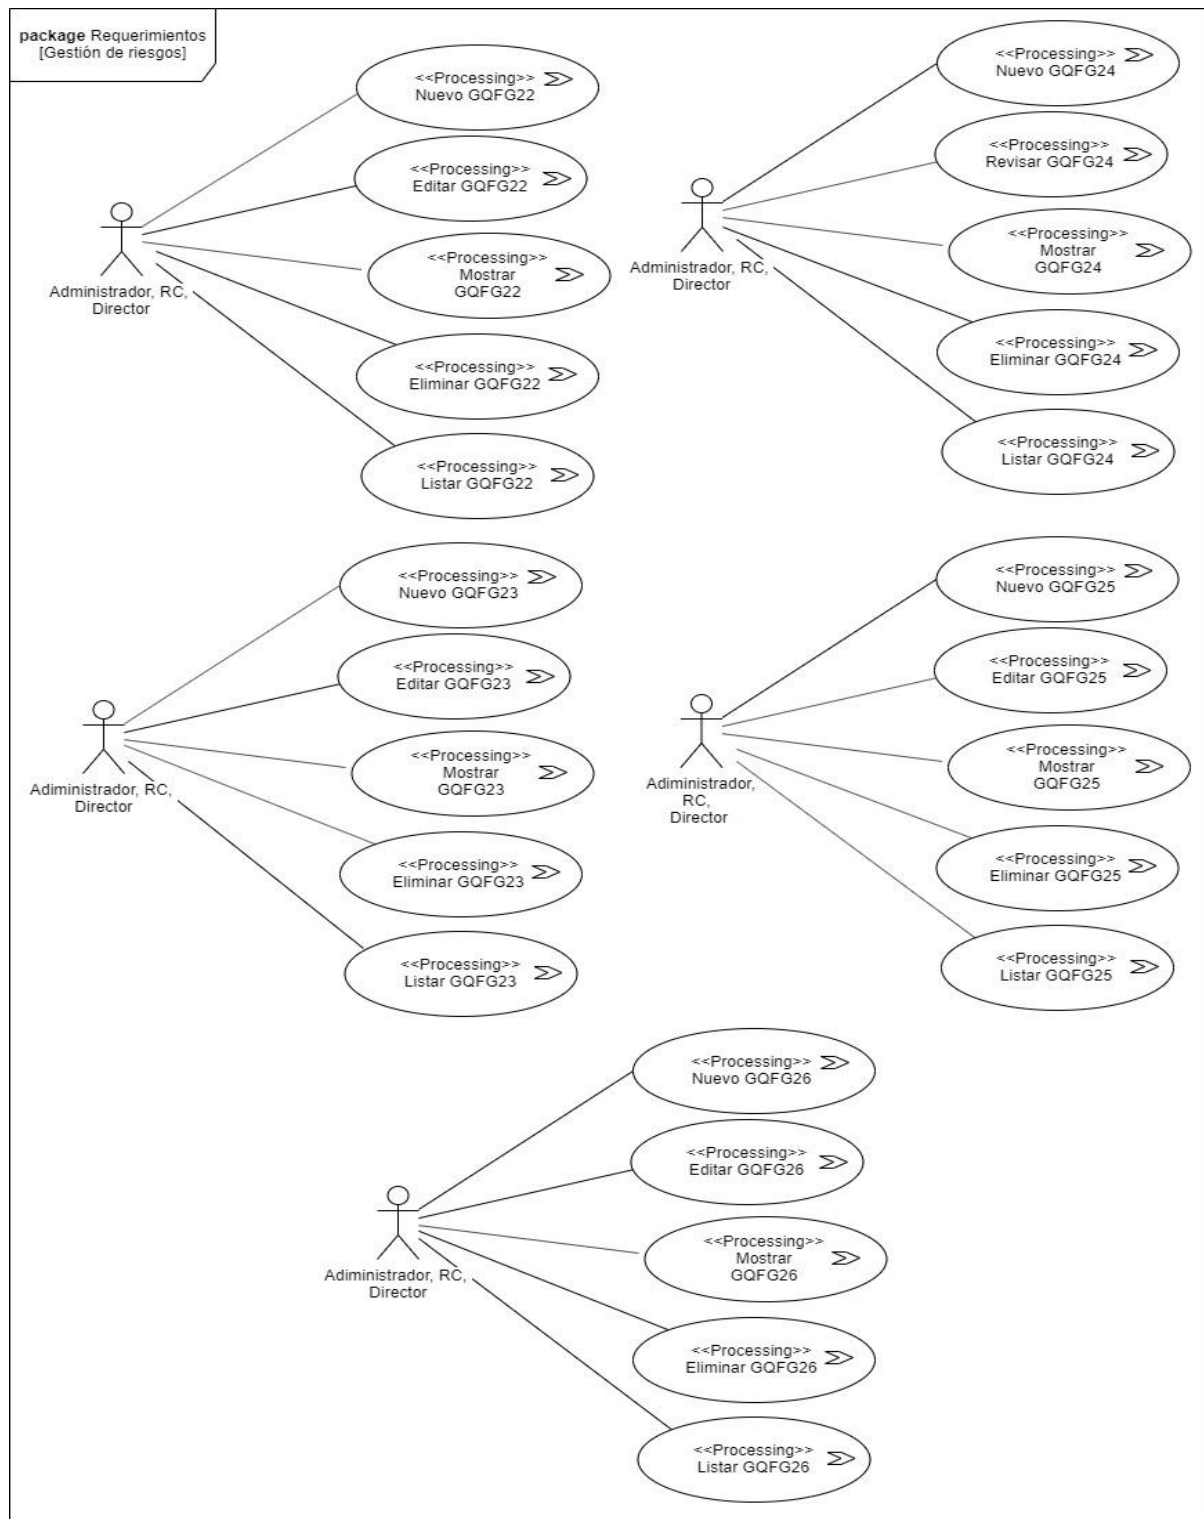 package Requerimientos
[Gestión de riesgos]
<<Processing>>
Nuevo GQFG22
<<Processing>>
Editar GQFG22
<<Processing>>
Mostrar
GQFG22
<<Processing>>
Eliminar GQFG22
<<Processing>>
Listar GQFG22
Administrador, RC,
Director
<<Processing>>
Nuevo GQFG24
<<Processing>>
Revisar GQFG24
<<Processing>>
Mostrar
GQFG24
<<Processing>>
Eliminar GQFG24
<<Processing>>
Listar GQFG24
Administrador, RC,
Director
<<Processing>>
Nuevo GQFG23
<<Processing>>
Editar GQFG23
<<Processing>>
Mostrar
GQFG23
<<Processing>>
Eliminar GQFG23
<<Processing>>
Listar GQFG23
Adiministrador, RC,
Director
<<Processing>>
Nuevo GQFG25
<<Processing>>
Editar GQFG25
<<Processing>>
Mostrar
GQFG25
<<Processing>>
Eliminar GQFG25
<<Processing>>
Listar GQFG25
Administrador,
RC,
Director
<<Processing>>
Nuevo GQFG26
<<Processing>>
Editar GQFG26
<<Processing>>
Mostrar
GQFG26
<<Processing>>
Eliminar GQFG26
<<Processing>>
Listar GQFG26
Adiministrador, RC,
Director